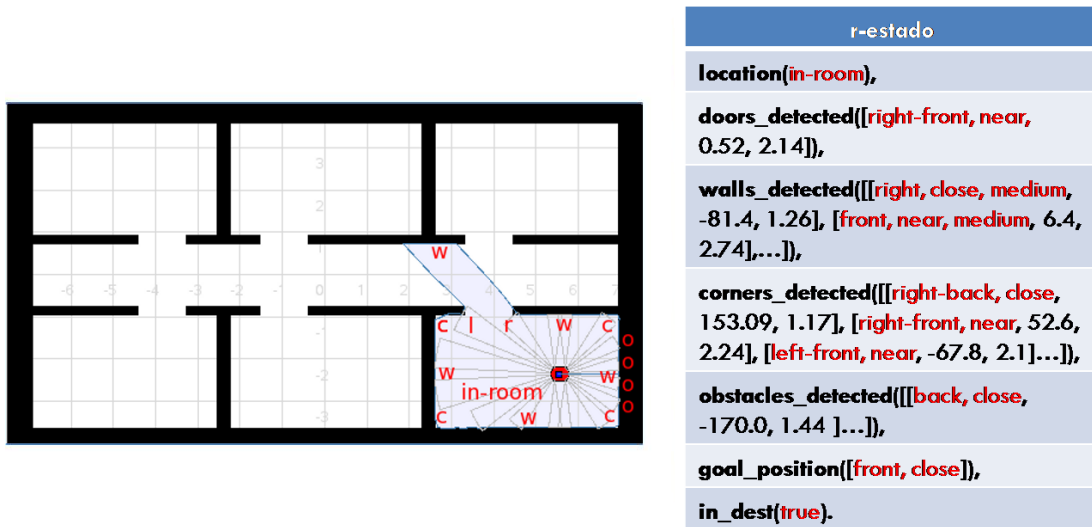 3
2
1
-6 -5 -4 -3 -2 -1 0 2 3 4 5 6 7
-1
-2
-3
w
c l r w c
o
o
w w
o
in-room
o
c w c
r-estado
location(in-room),
doors_detected([right-front, near,
0.52, 2.14]),
walls_detected([[right, close, medium,
-81.4, 1.26], [front, near, medium, 6.4,
2.74],...]),
corners_detected([[right-back, close,
153.09, 1.17], [right-front, near, 52.6,
2.24], [left-front, near, -67.8, 2.1]...]),
obstacles_detected([[back, close,
-170.0, 1.44 ]...]),
goal_position([front, close]),
in_dest(true).